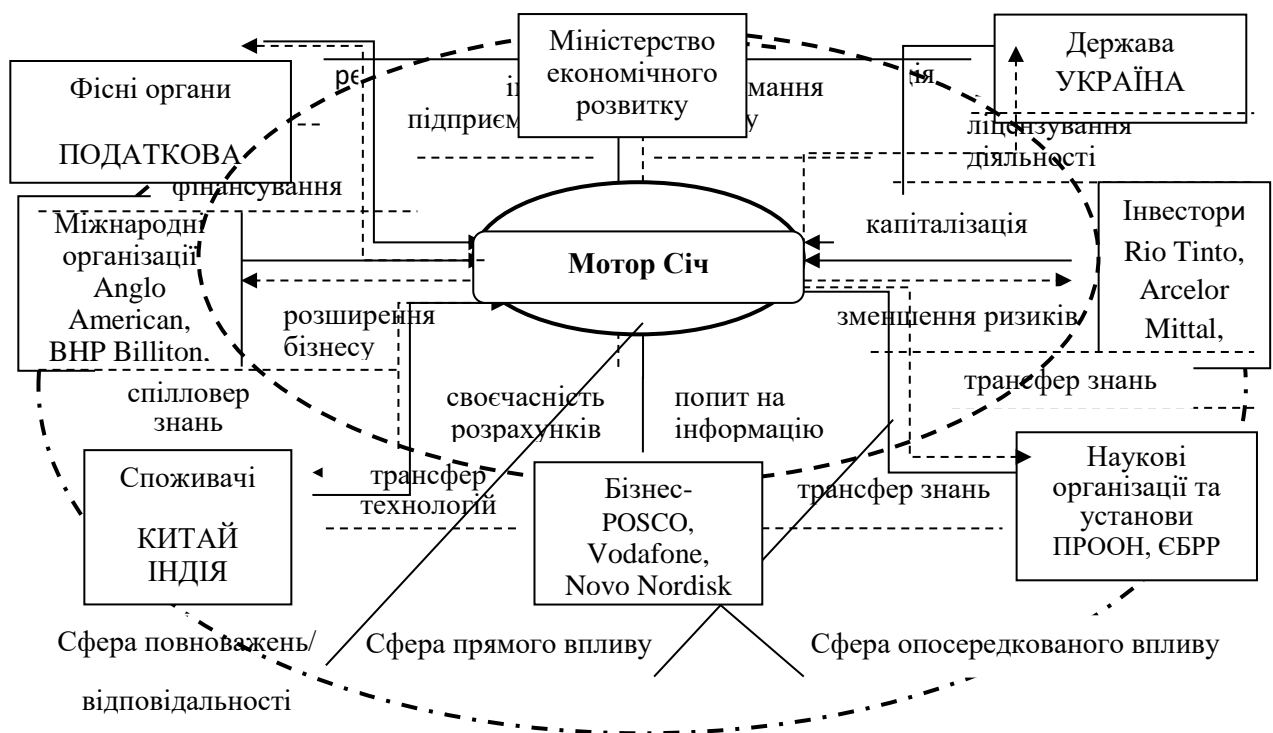 Міністерство
економічного
розвитку
Держава
УКРАЇНА
Фісні органи
ПОДАТКОВА
ліцензування
діяльності
фінансування
Міжнародні
організації
Anglo
American,
BHP Billiton,
Мотор Січ
капіталізація
Інвестори
Rio Tinto,
Arcelor
Mittal,
розширення
бізнесу
зменшення ризиків
спілловер
знань
своєчасність
розрахунків
попит на
інформацію
трансфер знань
Споживачі
КИТАЙ
ІНДІЯ
трансфер
технологій
Бізнес-
POSCO,
Vodafone,
Novo Nordisk
трансфер знань
Наукові
організації та
установи
ПРООН, ЄБРР
Сфера повноважень/
відповідальності
Сфера прямого впливу
Сфера опосередкованого впливу